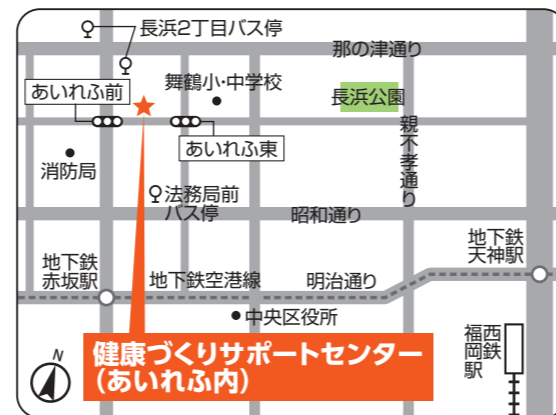 長浜2丁目バス停
那の津通り
あいれふ前
舞鶴小・中学校
長浜公園
あいれふ東
親不孝通り
消防局
法務局前
バス停
昭和通り
地下鉄
天神駅
地下鉄
赤坂駅
地下鉄空港線
明治通り
中央区役所
西鉄
福岡駅
健康づくりサポートセンター
(あいれふ内)
N